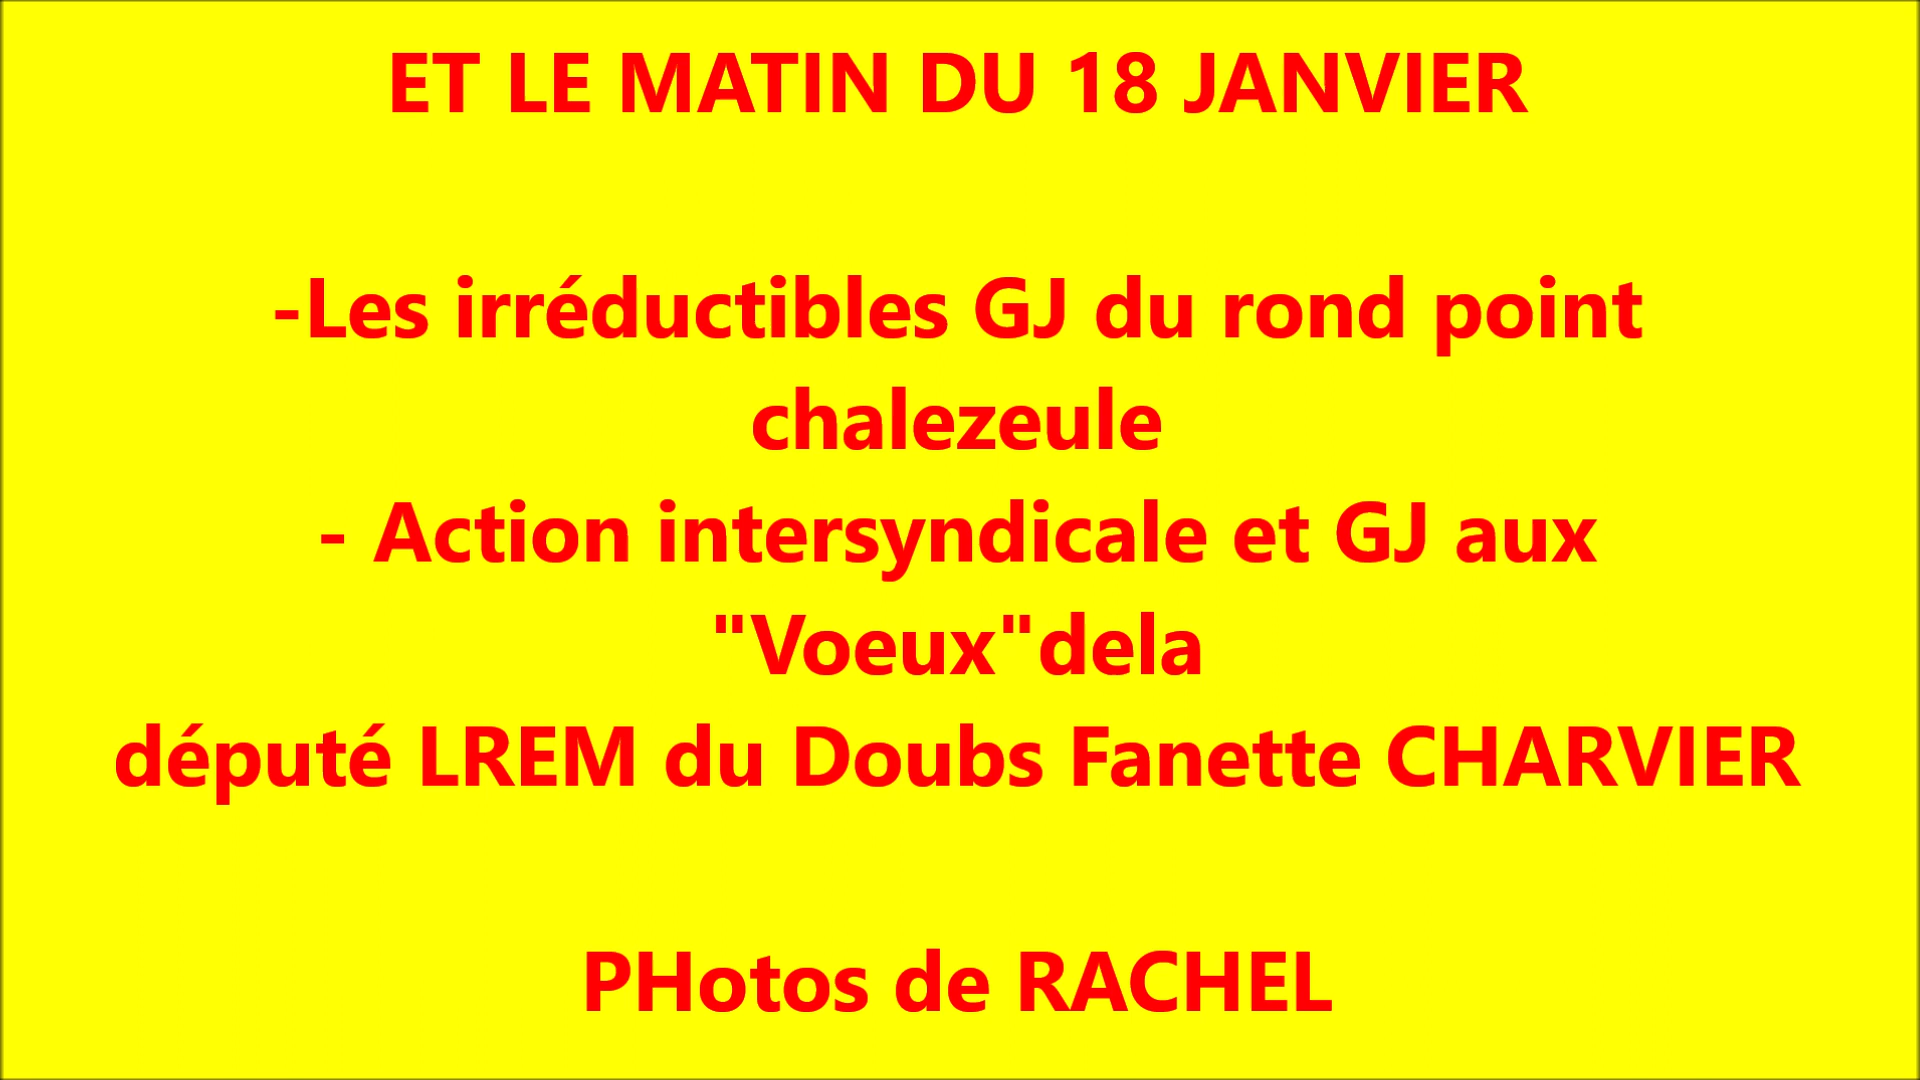 ET LE MATIN DU 18 JANVIER
-Les irréductibles GJ du rond point
chalezeule
- Action intersyndicale et GJ aux
"Voeux"dela
député LREM du Doubs Fanette CHARVIER
PHotos de RACHEL